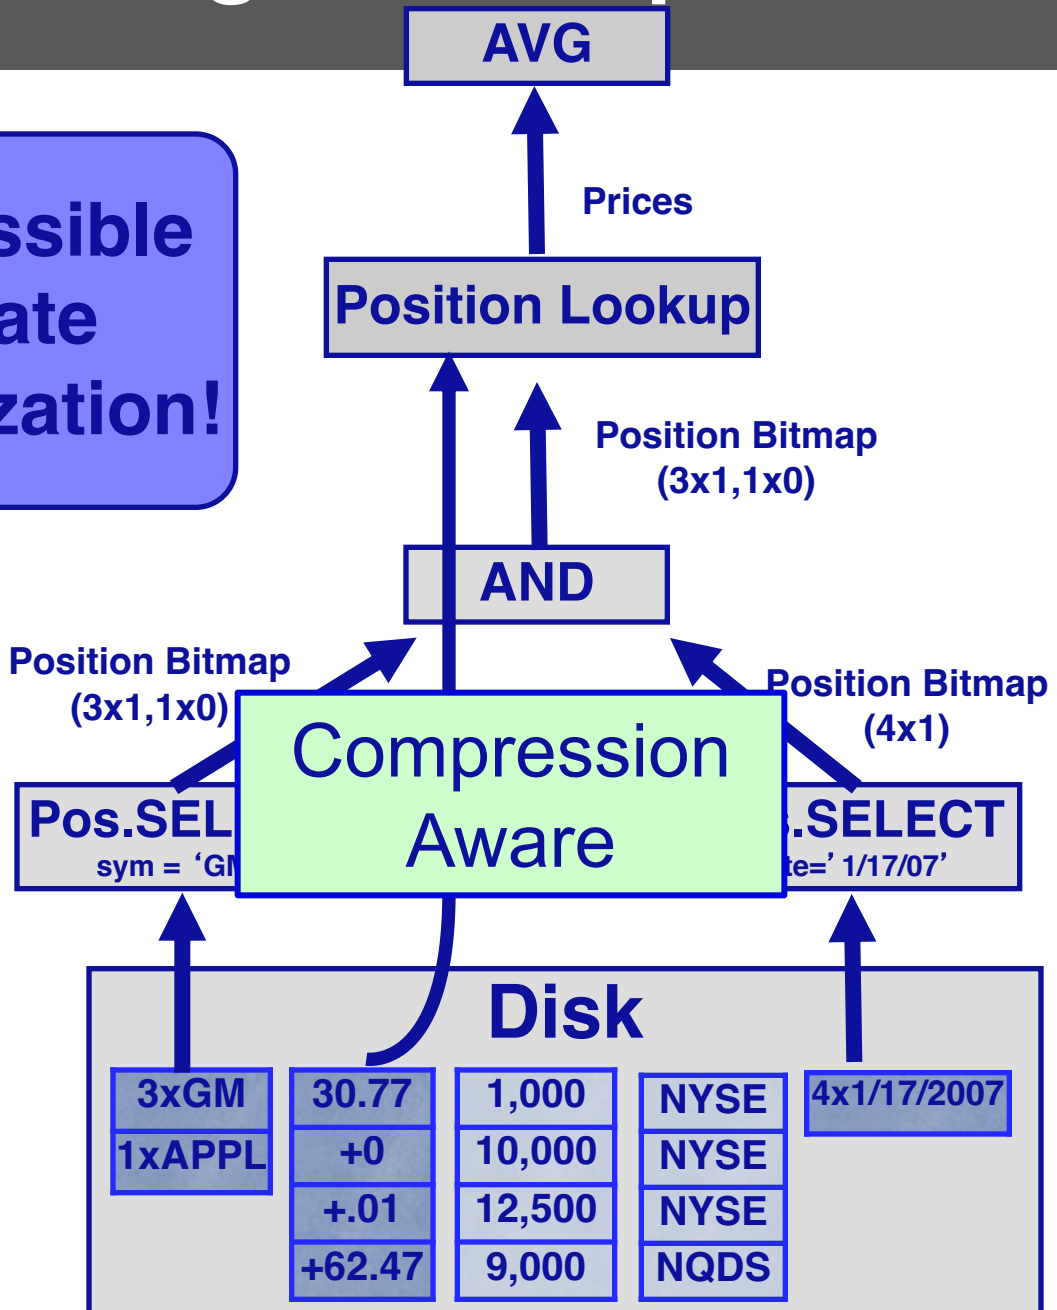 AVG
Prices
Position Lookup
Position Bitmap
(3x1,1x0)
AND
Position Bitmap
(3x1,1x0)
Position Bitmap
(4x1)
Compression
Aware
Pos.SEL
sym = ‘GM
.SELECT
te=’ 1/17/07’
ssible
ate
zation!
Disk
3xGM
1xAPPL
30.77
+0
+.01
+62.47
1,000
10,000
12,500
9,000
NYSE
NYSE
NYSE
NQDS
4x1/17/2007